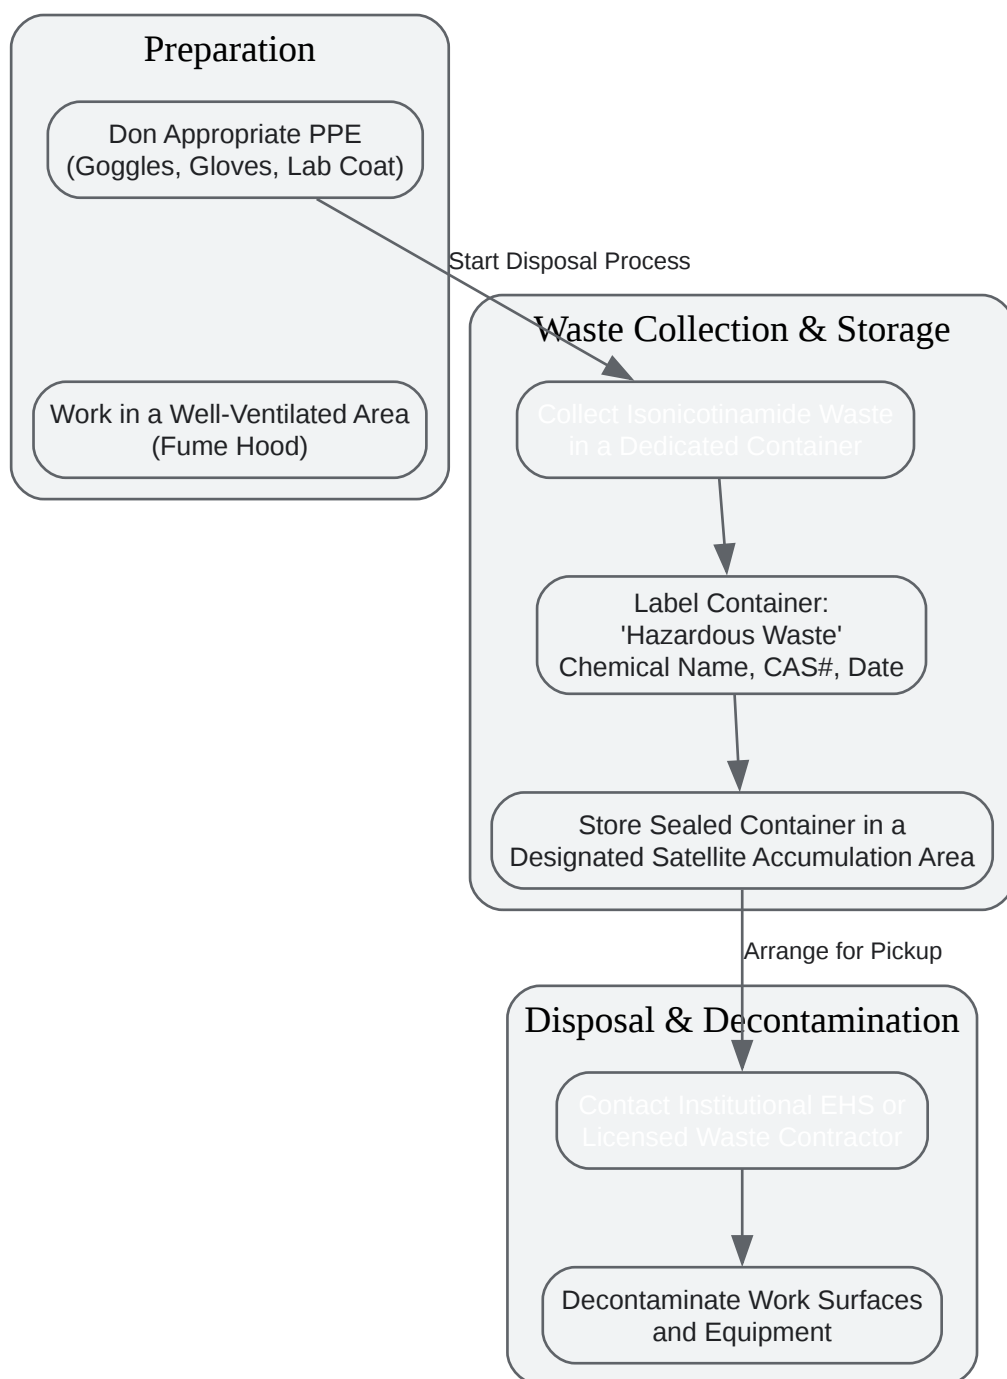 Preparation
Don Appropriate PPE
(Goggles, Gloves, Lab Coat)
Start Disposal Process
Waste Collection & Storage
Work in a Well-Ventilated Area
(Fume Hood)
Collect Isonicotinamide Waste
in a Dedicated Container
Label Container:
'Hazardous Waste'
Chemical Name, CAS#, Date
Store Sealed Container in a
Designated Satellite Accumulation Area
Arrange for Pickup
Disposal & Decontamination
Contact Institutional EHS or
Licensed Waste Contractor
Decontaminate Work Surfaces
and Equipment